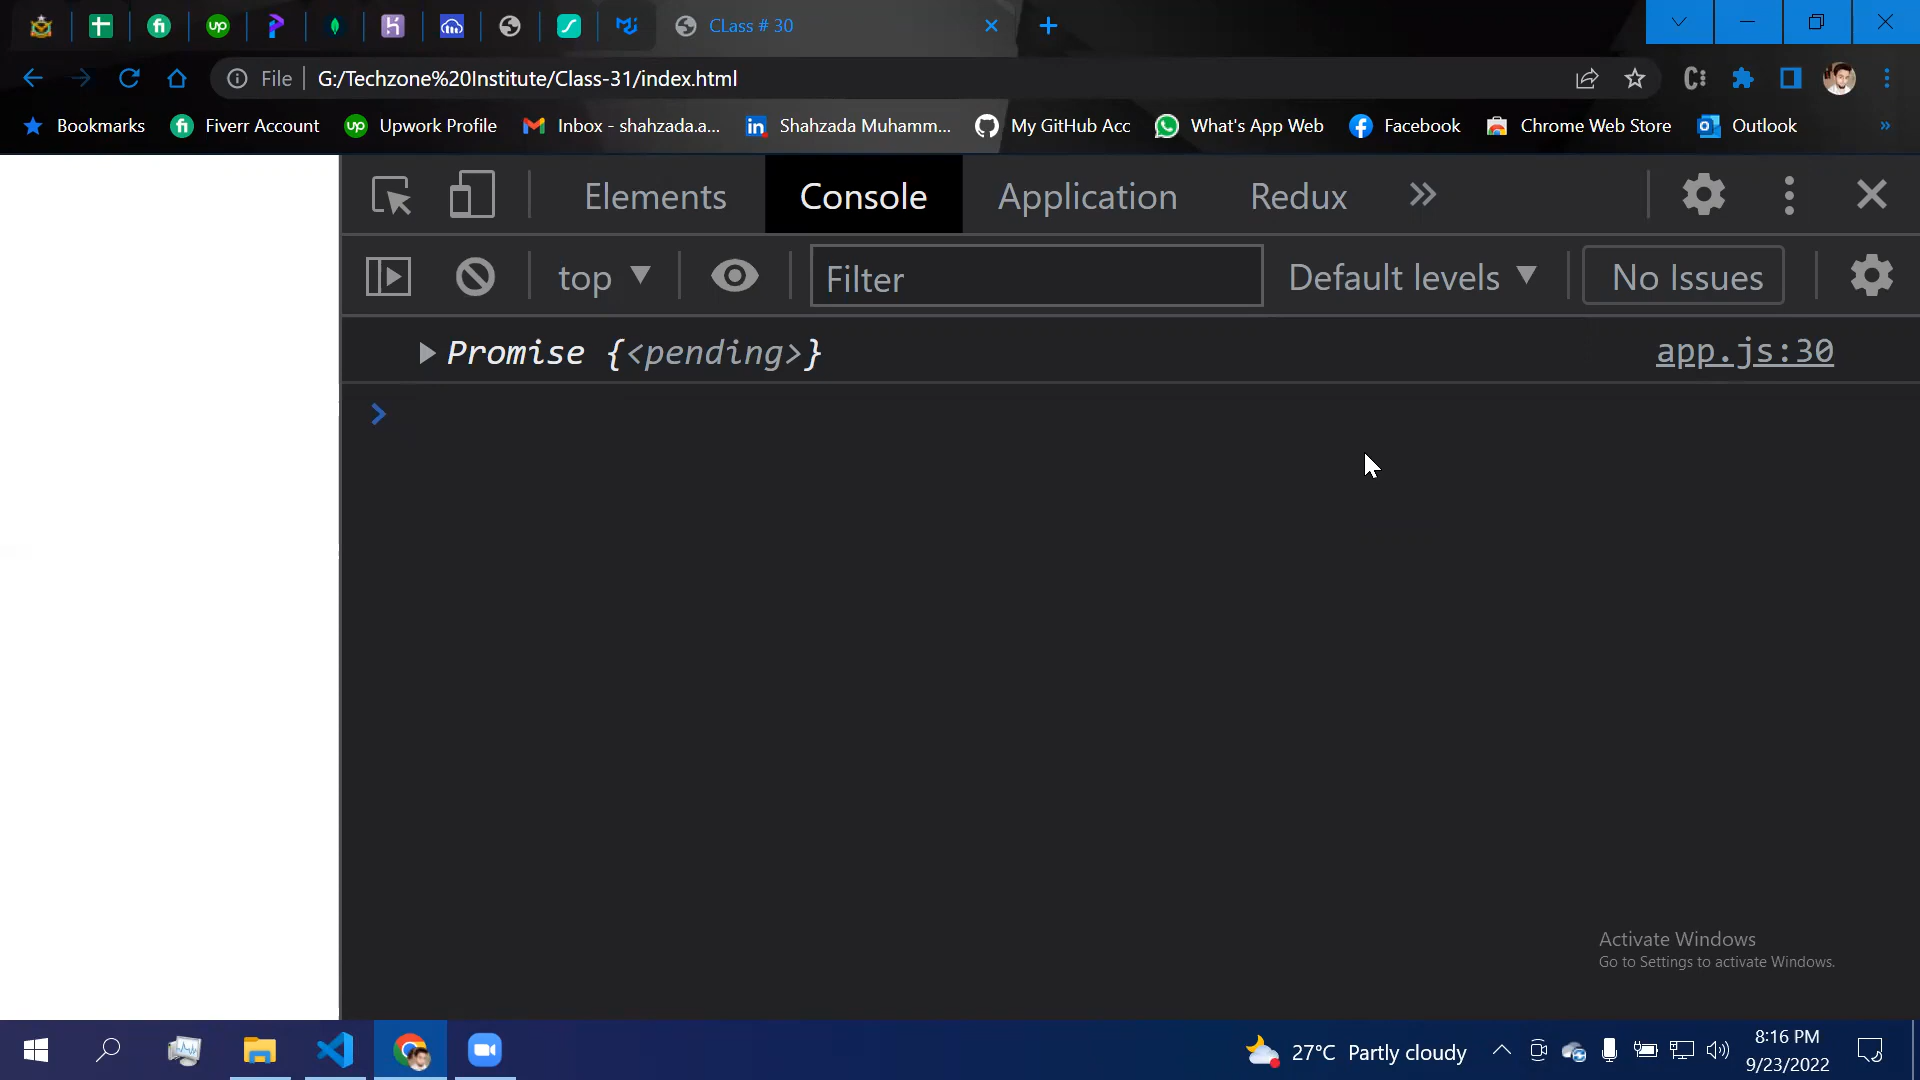 CLass # 30
File G:/Techzone%20Institute/Class-31/index.html
Bookmarks Fiverr Account Upwork Profile Inbox - shahzada.a... Shahzada Muhamm... My GitHub Acc What's App Web Facebook Chrome Web Store Outlook »
Elements Console Application Redux
top Filter Default levels No Issues
Promise {<pending>} app.js:30
Activate Windows
Go to Settings to activate Windows.
27°C Partly cloudy
8:16 PM
9/23/2022